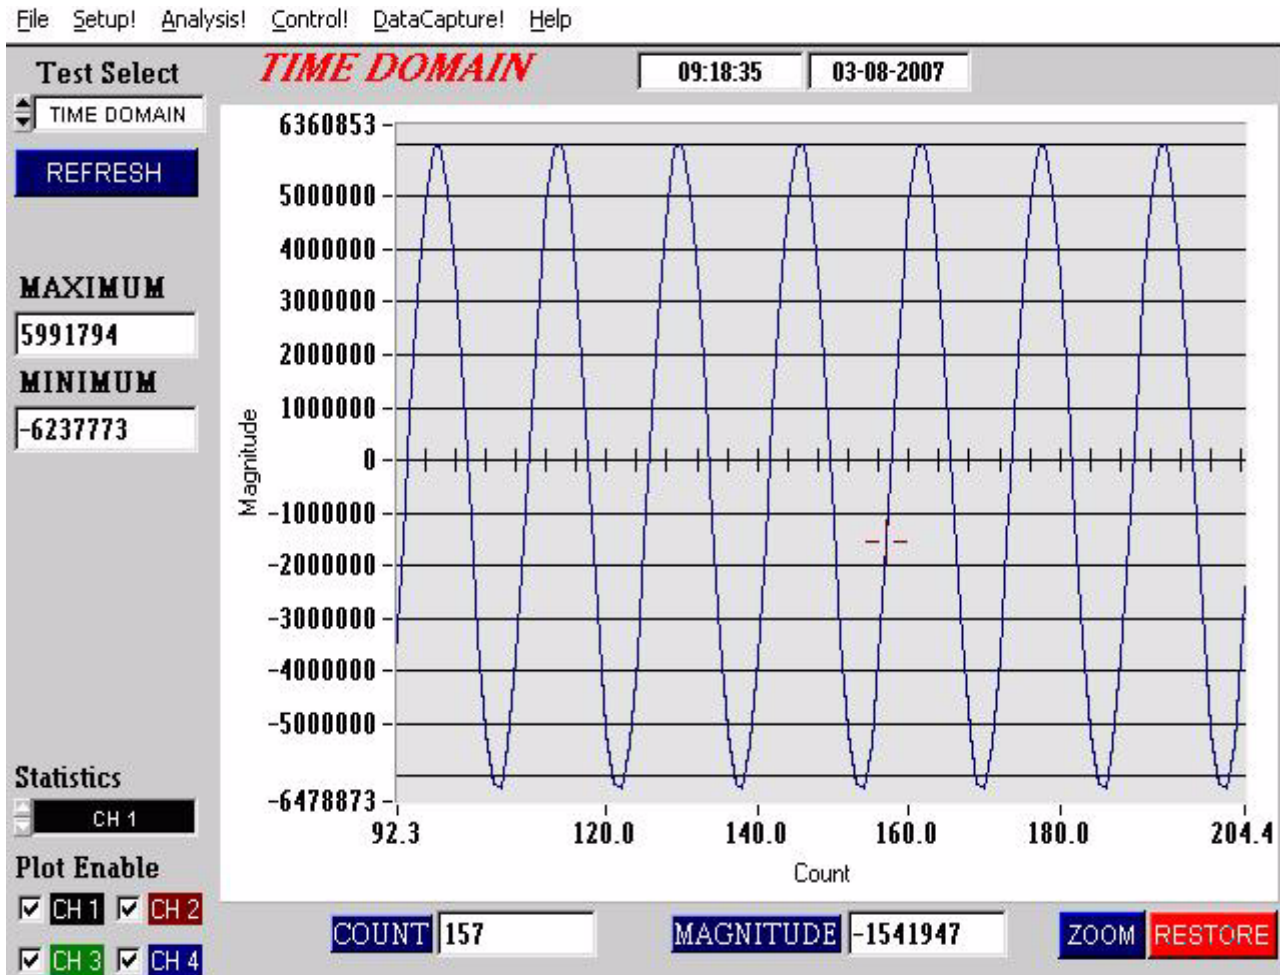 File Setup! Analysis! Control! DataCapture! Help
Test Select
TIME DOMAIN
REFRESH
MAXIMUM
5991794
MINIMUM
-6237773
Statistics
CH 1
Plot Enable
CH 1 CH 2
CH 3 CH 4
TIME DOMAIN
09:18:35 03-08-2007
6360853
5000000
4000000
3000000
2000000
1000000
0
-1000000
-2000000
-3000000
-4000000
-5000000
-6478873
Magnitude
92.3 120.0 140.0 160.0 180.0 204.4
Count
COUNT 157 MAGNITUDE -1541947 ZOOM RESTORE